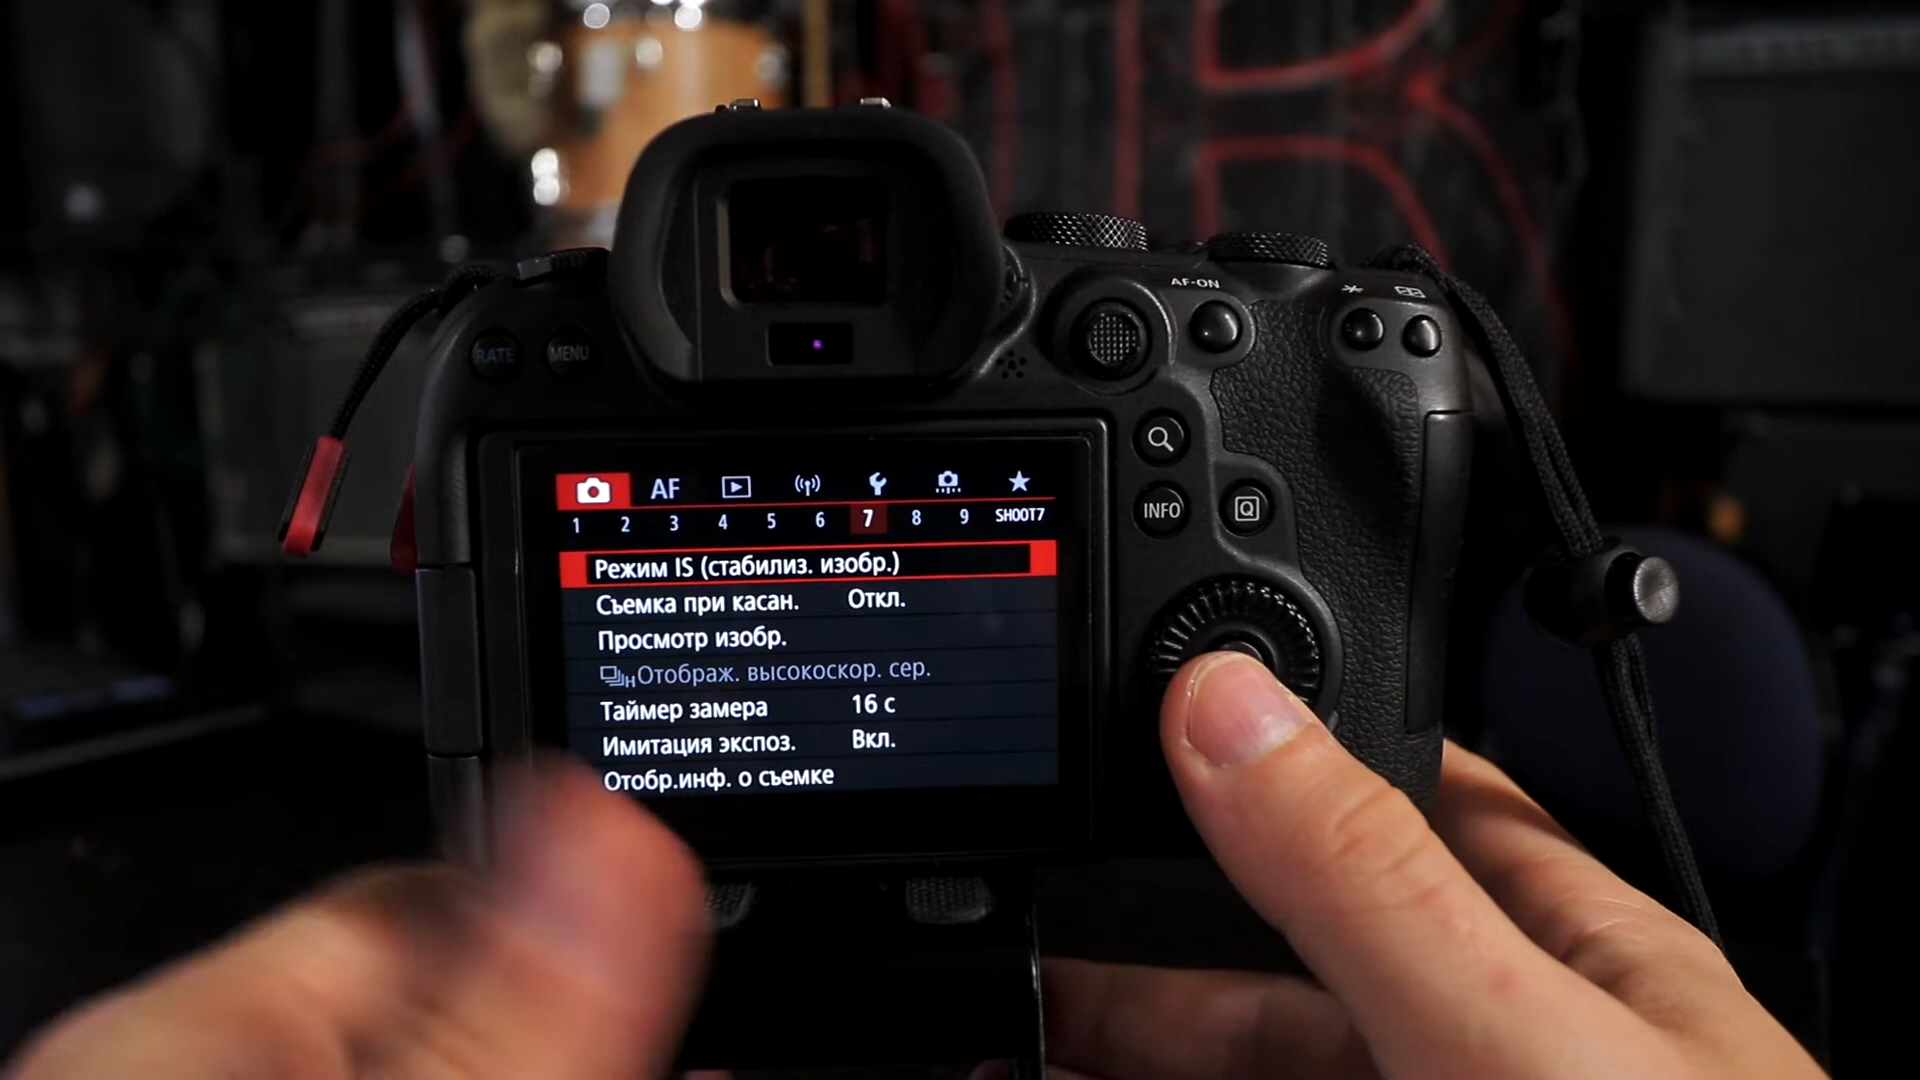 AF-ON
RATE MENU
INFO
Q
AF
1 2 3 4 5 6 7 8 9 SHOOT7
Режим IS (стабилиз. изобр.)
Съемка при касан. Откл.
Просмотр изобр.
H Отображ. высокоскор. сер.
Таймер замера 16 с
Имитация экспоз. Вкл.
Отобр.инф. о съемке